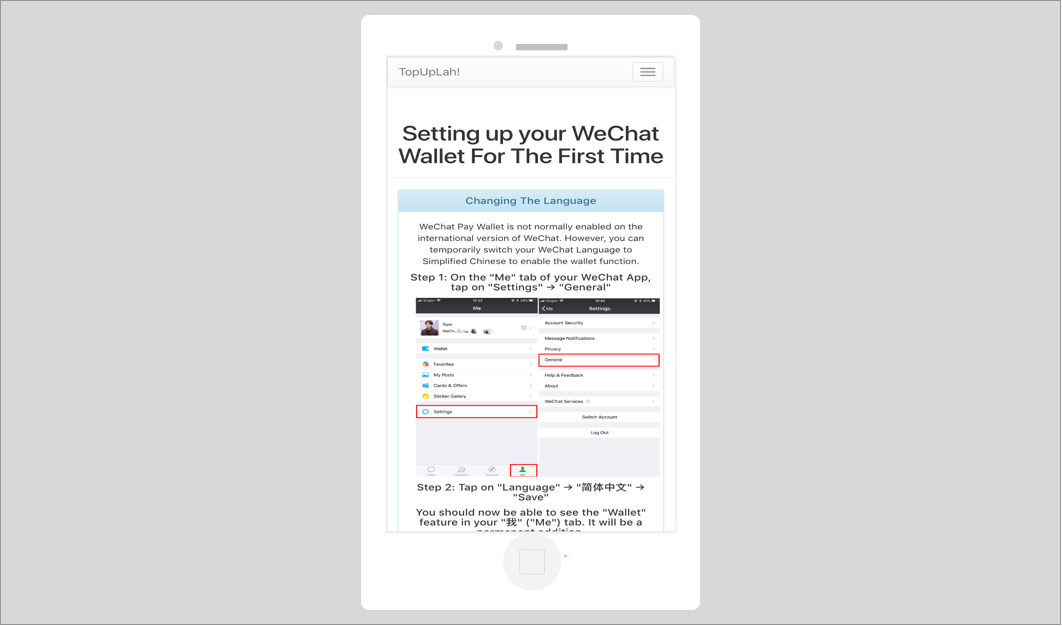 TopUpLah!
Setting up your WeChat
Wallet For The First Time
Changing The Language
WeChat Pay Wallet is not normally enabled on the
international version of WeChat. However, you can
temporarily switch your WeChat Language to
Simplified Chinese to enable the wallet function.
Step 1: On the "Me" tab of your WeChat App,
tap on "Settings" → "General"
Me
Tom
Wallet
Favorites
My Posts
Cards & Offers
Sticker Gallery
Settings
Me
Settings
Account Security
Message Notifications
Privacy
General
Help & Feedback
About
WeChat Services
Switch Account
Log Out
Step 2: Tap on "Language" → "简体中文" →
"Save"
You should now be able to see the "Wallet"
feature in your "我" ("Me") tab. It will be a
permanent addition